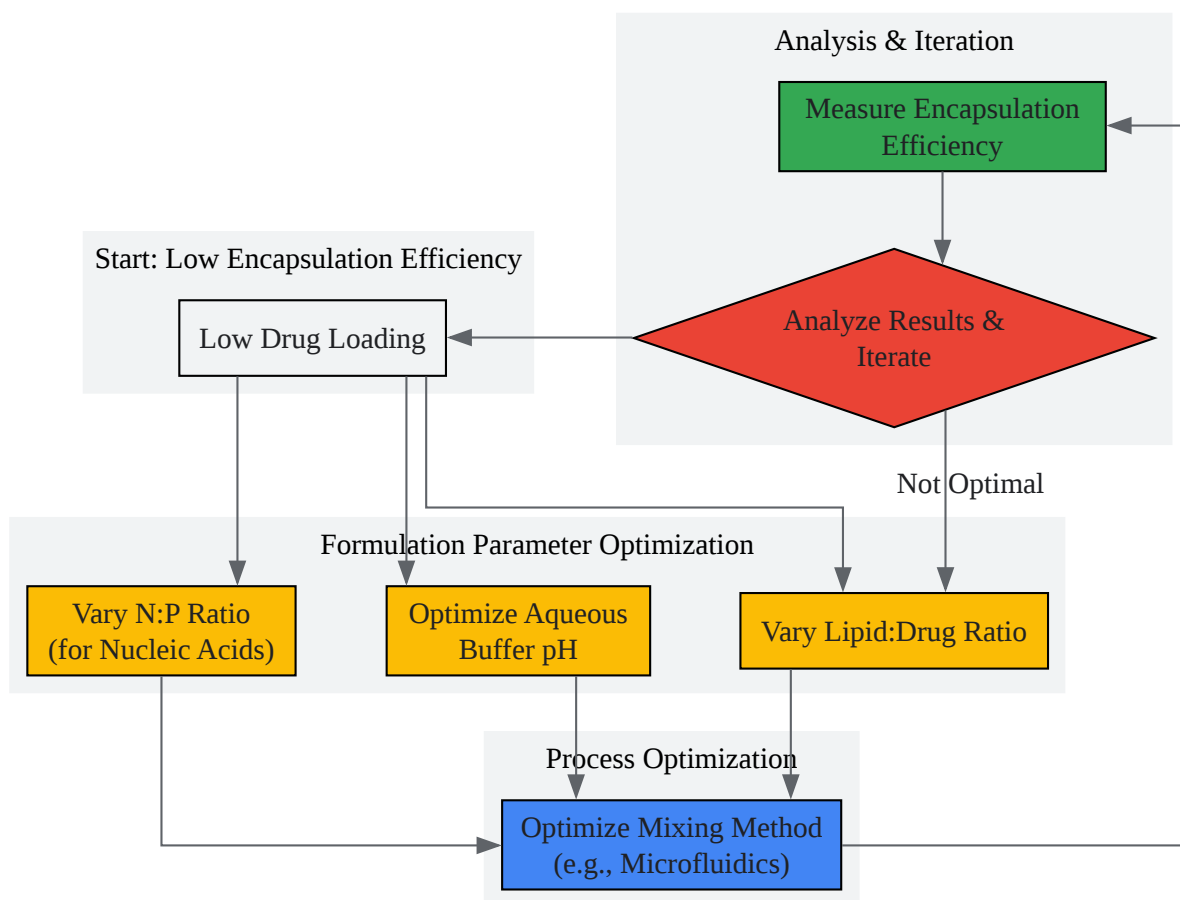 Analysis & Iteration
Measure Encapsulation
Efficiency
Start: Low Encapsulation Efficiency
Low Drug Loading
Analyze Results &
Iterate
Not Optimal
Formulation Parameter Optimization
Vary N:P Ratio
(for Nucleic Acids)
Optimize Aqueous
Buffer pH
Vary Lipid:Drug Ratio
Process Optimization
Optimize Mixing Method
(e.g., Microfluidics)